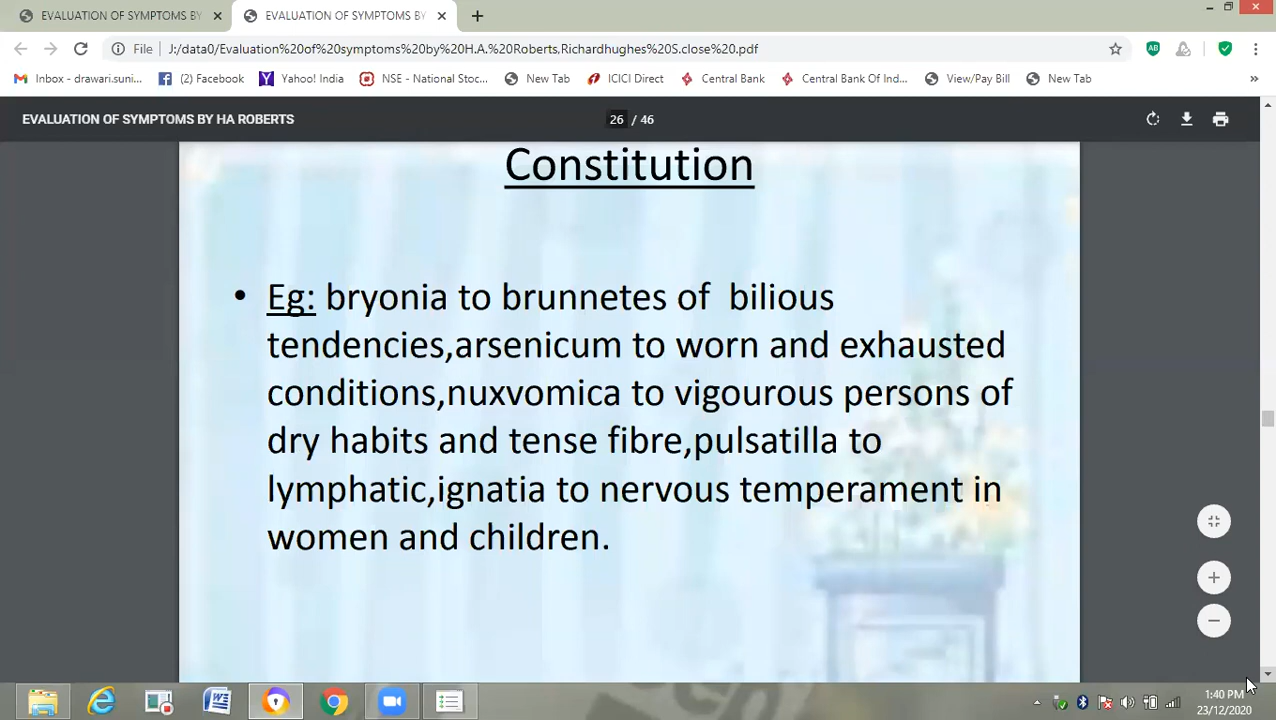 EVALUATION OF SYMPTOMS BY
EVALUATION OF SYMPTOMS BY
File
J:/data0/Evaluation%20of%20symptoms%20by%20H.A.%20Roberts.Richardhughes%20S.close%20.pdf
AB
Inbox - drawari.suni...
(2) Facebook
Yahoo! India
NSE - National Stoc...
New Tab
ICICI Direct
Central Bank
Central Bank Of Ind...
View/Pay Bill
New Tab
»
EVALUATION OF SYMPTOMS BY HA ROBERTS
26 / 46
Constitution
• Eg: bryonia to brunnetes of bilious
tendencies,arsenicum to worn and exhausted
conditions,nuxvomica to vigourous persons of
dry habits and tense fibre,pulsatilla to
lymphatic,ignatia to nervous temperament in
women and children.
1:40 PM
23/12/2020